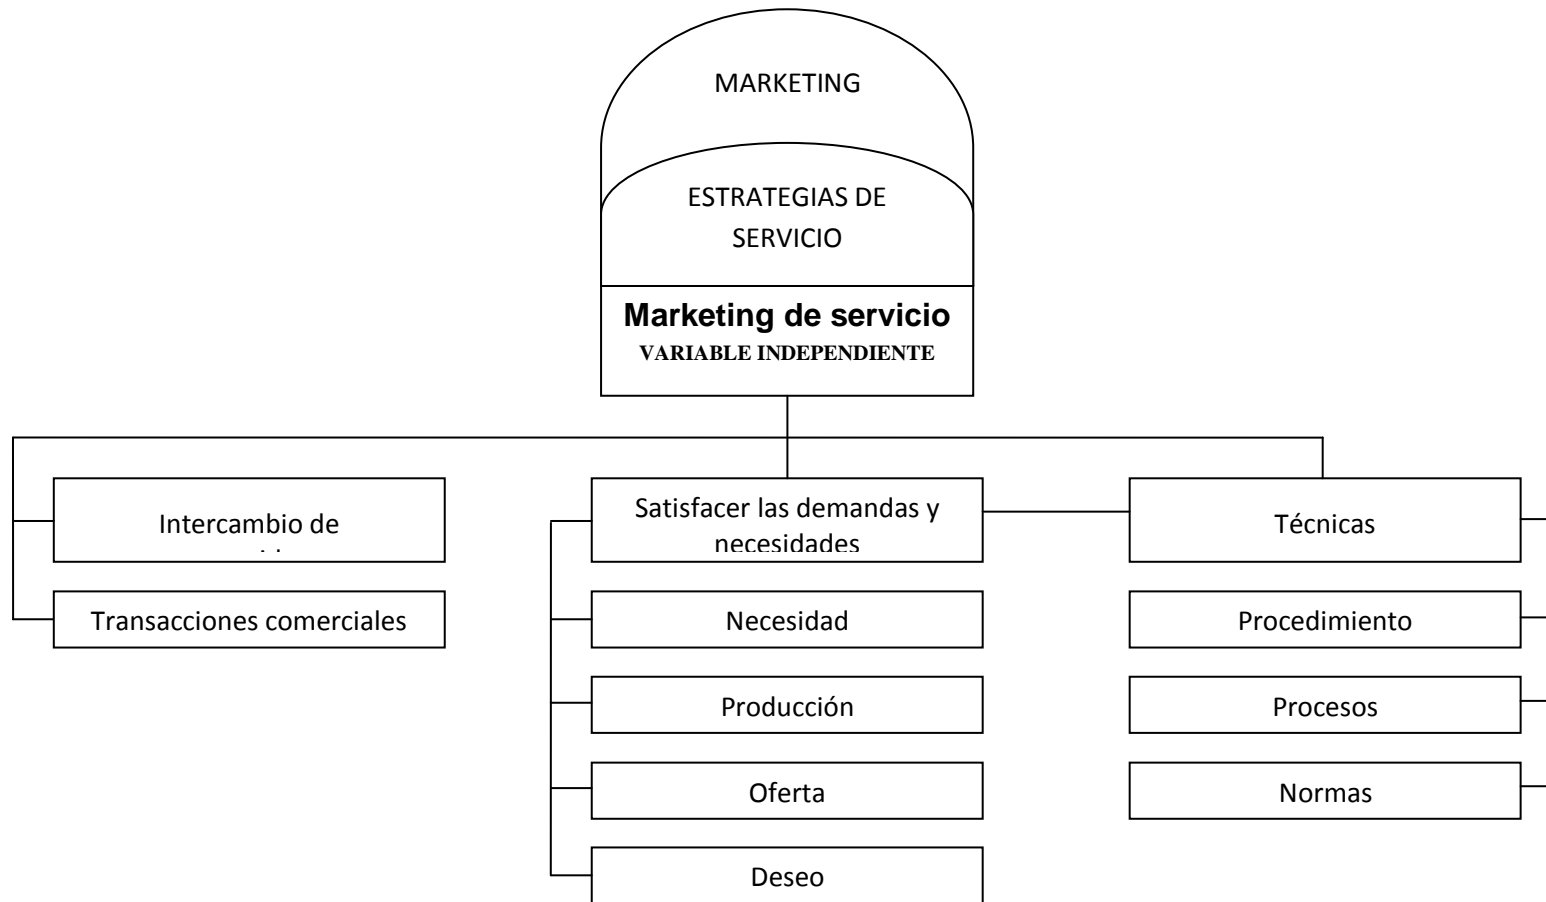 MARKETING
ESTRATEGIAS DE
SERVICIO
Marketing de servicio
VARIABLE INDEPENDIENTE
Intercambio de
Transacciones comerciales
Satisfacer las demandas y
necesidades
Necesidad
Producción
Oferta
Deseo
Técnicas
Procedimiento
Procesos
Normas